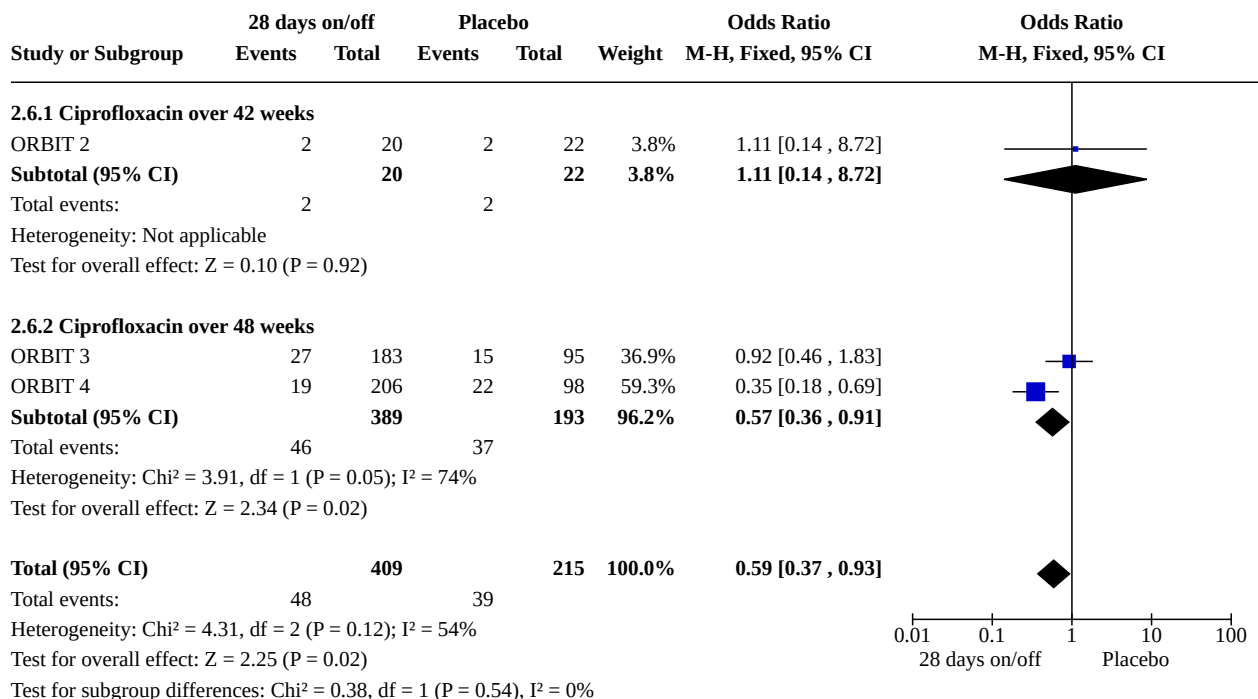 28 days on/off Placebo Odds Ratio Odds Ratio
Study or Subgroup Events Total Events Total Weight M-H, Fixed, 95% CI M-H, Fixed, 95% CI
2.6.1 Ciprofloxacin over 42 weeks
ORBIT 2 2 20 2 22 3.8% 1.11 [0.14 , 8.72]
Subtotal (95% CI) 20 22 3.8% 1.11 [0.14 , 8.72]
Total events: 2 2
Heterogeneity: Not applicable
Test for overall effect: Z = 0.10 (P = 0.92)
2.6.2 Ciprofloxacin over 48 weeks
ORBIT 3 27 183 15 95 36.9% 0.92 [0.46 , 1.83]
ORBIT 4 19 206 22 98 59.3% 0.35 [0.18 , 0.69]
Subtotal (95% CI) 389 193 96.2% 0.57 [0.36 , 0.91]
Total events: 46 37
Heterogeneity: Chi² = 3.91, df = 1 (P = 0.05); I² = 74%
Test for overall effect: Z = 2.34 (P = 0.02)
Total (95% CI) 409 215 100.0% 0.59 [0.37 , 0.93]
Total events: 48 39
Heterogeneity: Chi² = 4.31, df = 2 (P = 0.12); I² = 54%
0.01 0.1 1 10 100
Test for overall effect: Z = 2.25 (P = 0.02)
28 days on/off Placebo
Test for subgroup differences: Chi² = 0.38, df = 1 (P = 0.54), I² = 0%